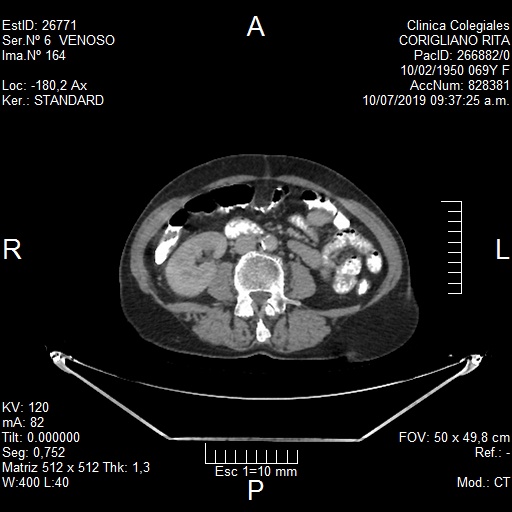 EstID: 26771
Ser.Nº 6 VENOSO
Ima.Nº 164
Loc: -180,2 Ax
Ker.: STANDARD
A
Clinica Colegiales
CORIGLIANO RITA
PacID: 266882/0
10/02/1950 069Y F
AccNum: 828381
10/07/2019 09:37:25 a.m.
R
L
KV: 120
mA: 82
Tilt: 0.000000
Seg: 0,752
Matriz 512 x 512 Thk: 1,3
W:400 L:40
Esc 1=10 mm
P
FOV: 50 x 49,8 cm
Ref.: -
Mod.: CT